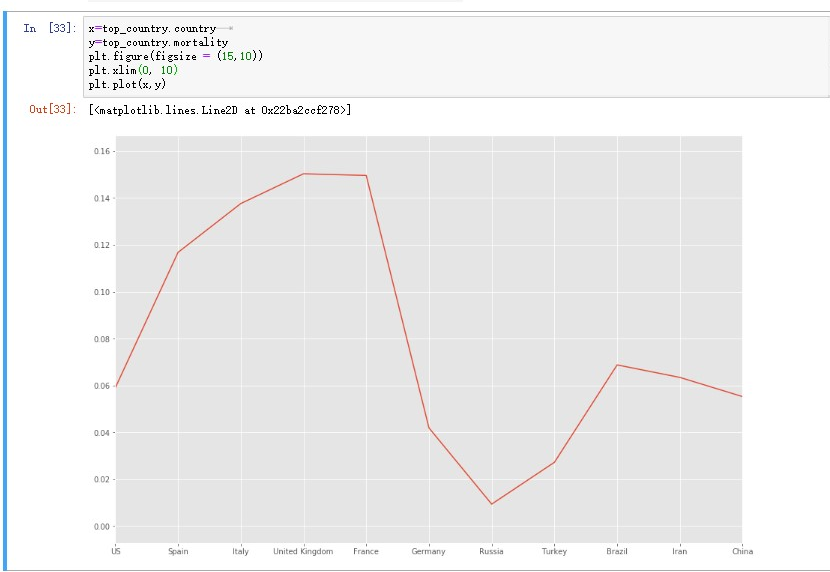 In [33]:
x=top_country.country
y=top_country.mortality
plt.figure(figsize = (15,10))
plt.xlim(0, 10)
plt.plot(x,y)
Out[33]: [<matplotlib.lines.Line2D at 0x22ba2ccf278>]
0.16
0.14
0.12
0.10
0.08
0.06
0.04
0.02
0.00
US Spain Italy United Kingdom France Germany Russia Turkey Brazil Iran China